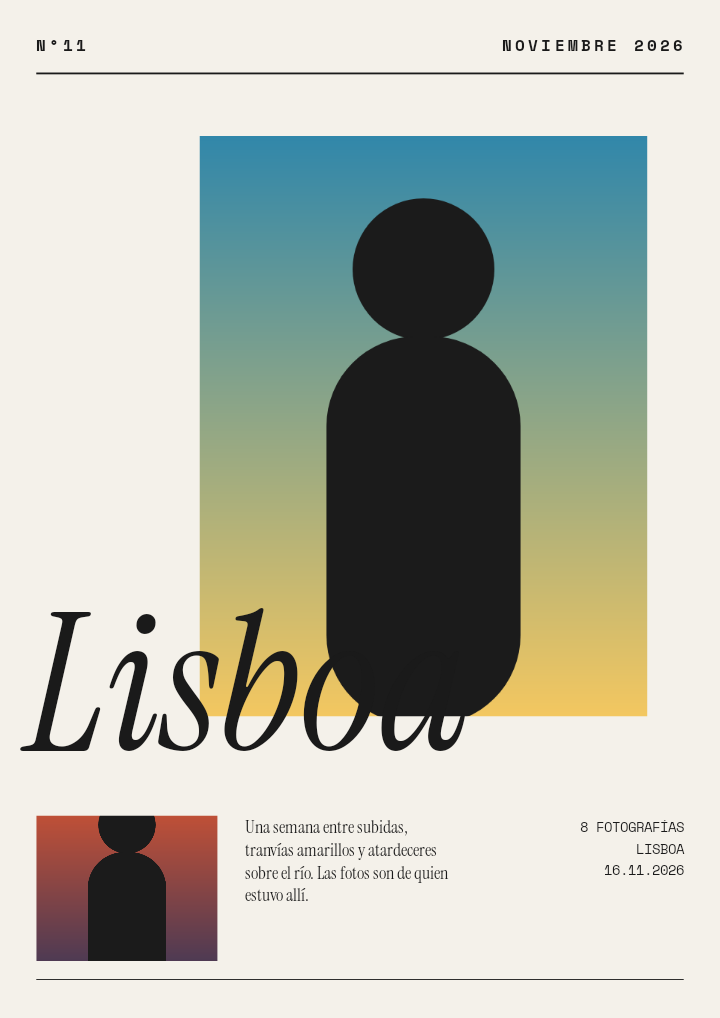 N°11
NOVIEMBRE 2026
Lisboa
Una semana entre subidas,
tranvías amarillos y atardeceres
sobre el río. Las fotos son de quien
estuvo allí.
8 FOTOGRAFÍAS
LISBOA
16.11.2026